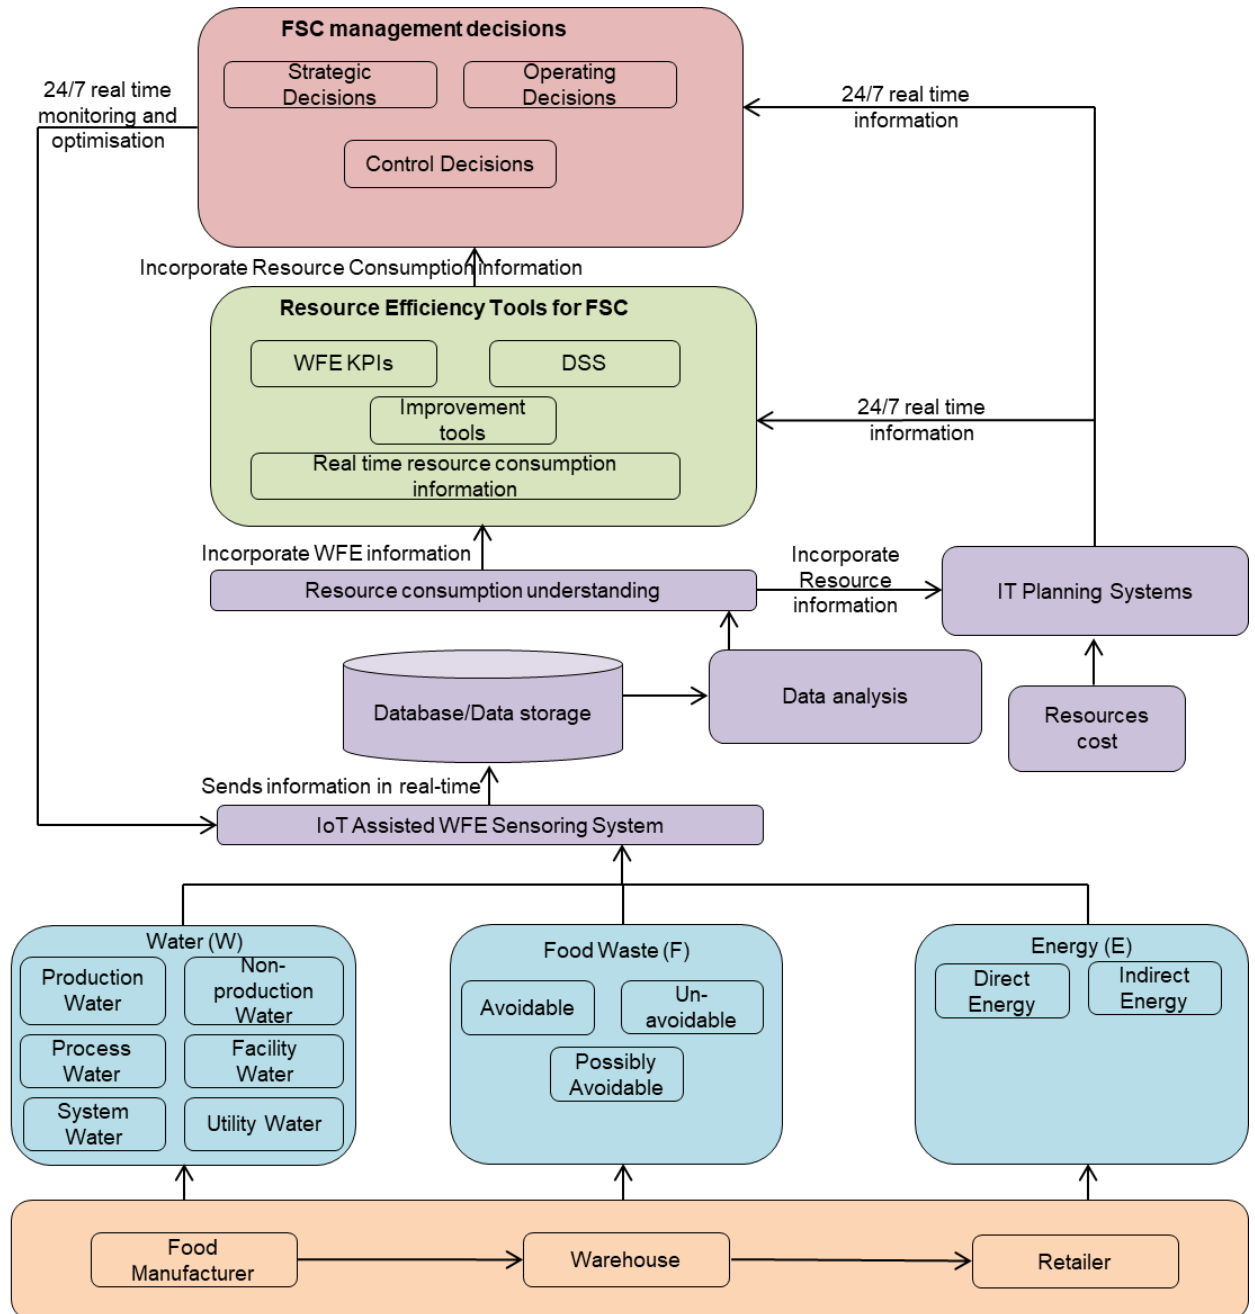 FSC management decisions
Strategic
Decisions
Operating
Decisions
Control Decisions
24/7 real time
monitoring and
optimisation
24/7 real time
information
Incorporate Resource Consumption information
Resource Efficiency Tools for FSC
WFE KPIs
DSS
Improvement
tools
Real time resource consumption
information
24/7 real time
information
Incorporate WFE information
Resource consumption understanding
Incorporate
Resource
information
IT Planning Systems
Database/Data storage
Data analysis
Resources
cost
Sends information in real-time
IoT Assisted WFE Sensoring System
Water (W)
Production
Water
Non-
production
Water
Process
Water
Facility
Water
System
Water
Utility Water
Food Waste (F)
Avoidable
Un-
avoidable
Possibly
Avoidable
Energy (E)
Direct
Energy
Indirect
Energy
Food
Manufacturer
Warehouse
Retailer